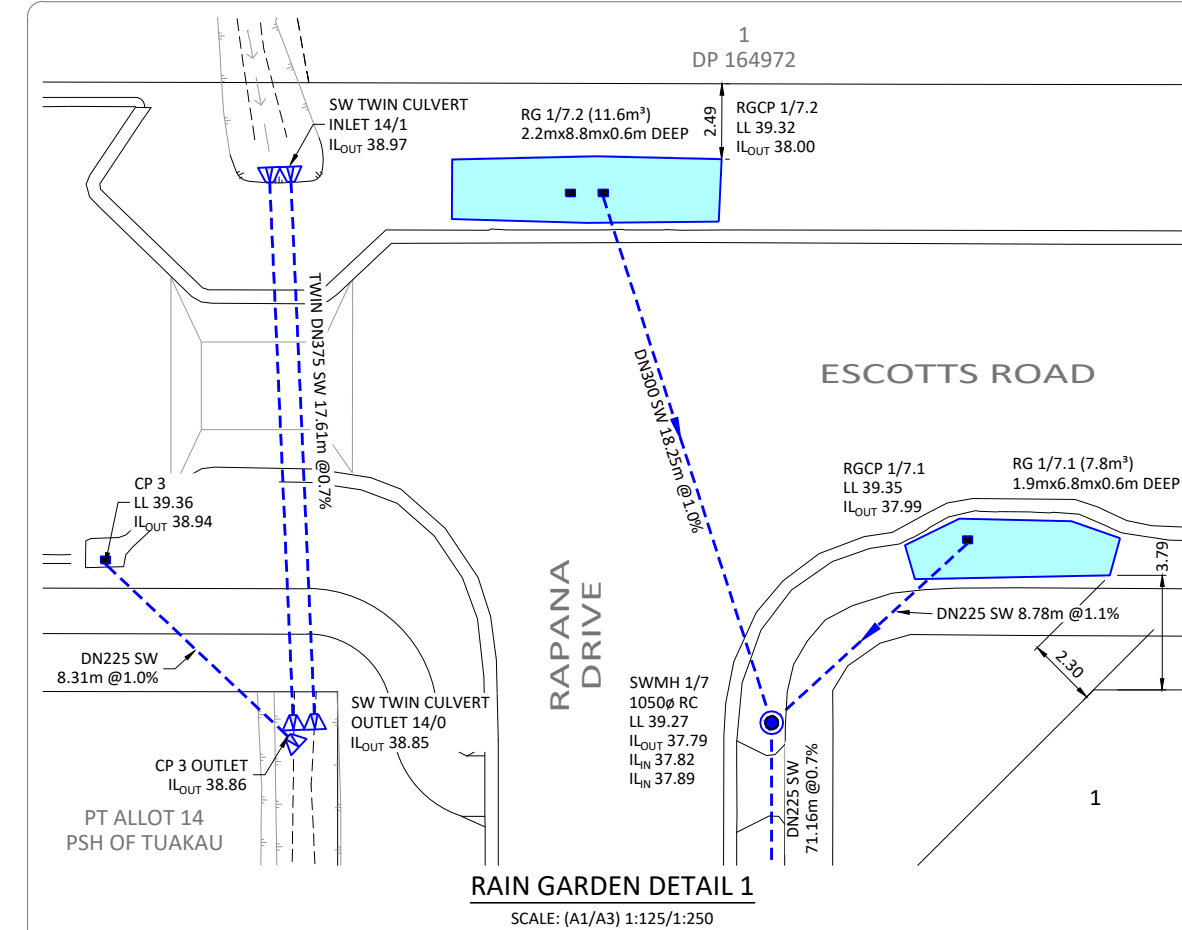 1
DP 164972
SW TWIN CULVERT
INLET 14/1
ILOUT 38.97
RG 1/7.2 (11.6m³)
2.2mx8.8mx0.6m DEEP
2.49
RGCP 1/7.2
LL 39.32
ILOUT 38.00
TWIN DN375 SW 17.61m @0.7%
DN300 SW 18.25m @1.0%
ESCOTTS ROAD
CP 3
LL 39.36
ILOUT 38.94
RGCP 1/7.1
LL 39.35
ILOUT 37.99
RG 1/7.1 (7.8m³)
1.9mx6.8mx0.6m DEEP
3.79
RAPANA
DRIVE
DN225 SW 8.78m @1.1%
2.30
DN225 SW
8.31m @1.0%
SW TWIN CULVERT
OUTLET 14/0
ILOUT 38.85
SWMH 1/7
1050ø RC
LL 39.27
ILOUT 37.79
ILIN 37.82
ILIN 37.89
CP 3 OUTLET
ILOUT 38.86
DN225 SW
71.16m @0.7%
1
PT ALLOT 14
PSH OF TUAKAU
RAIN GARDEN DETAIL 1
SCALE: (A1/A3) 1:125/1:250